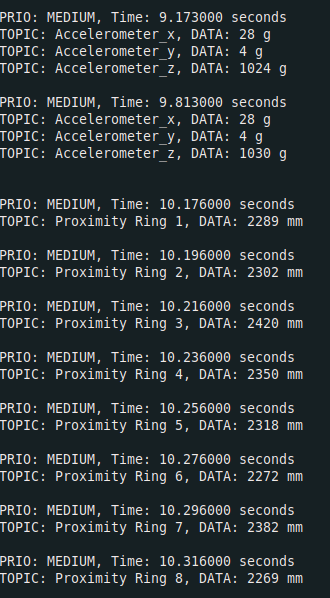 PRIO: MEDIUM, Time: 9.173000 seconds
TOPIC: Accelerometer_x, DATA: 28 g
TOPIC: Accelerometer_y, DATA: 4 g
TOPIC: Accelerometer_z, DATA: 1024 g
PRIO: MEDIUM, Time: 9.813000 seconds
TOPIC: Accelerometer_x, DATA: 28 g
TOPIC: Accelerometer_y, DATA: 4 g
TOPIC: Accelerometer_z, DATA: 1030 g
PRIO: MEDIUM, Time: 10.176000 seconds
TOPIC: Proximity Ring 1, DATA: 2289 mm
PRIO: MEDIUM, Time: 10.196000 seconds
TOPIC: Proximity Ring 2, DATA: 2302 mm
PRIO: MEDIUM, Time: 10.216000 seconds
TOPIC: Proximity Ring 3, DATA: 2420 mm
PRIO: MEDIUM, Time: 10.236000 seconds
TOPIC: Proximity Ring 4, DATA: 2350 mm
PRIO: MEDIUM, Time: 10.256000 seconds
TOPIC: Proximity Ring 5, DATA: 2318 mm
PRIO: MEDIUM, Time: 10.276000 seconds
TOPIC: Proximity Ring 6, DATA: 2272 mm
PRIO: MEDIUM, Time: 10.296000 seconds
TOPIC: Proximity Ring 7, DATA: 2382 mm
PRIO: MEDIUM, Time: 10.316000 seconds
TOPIC: Proximity Ring 8, DATA: 2269 mm